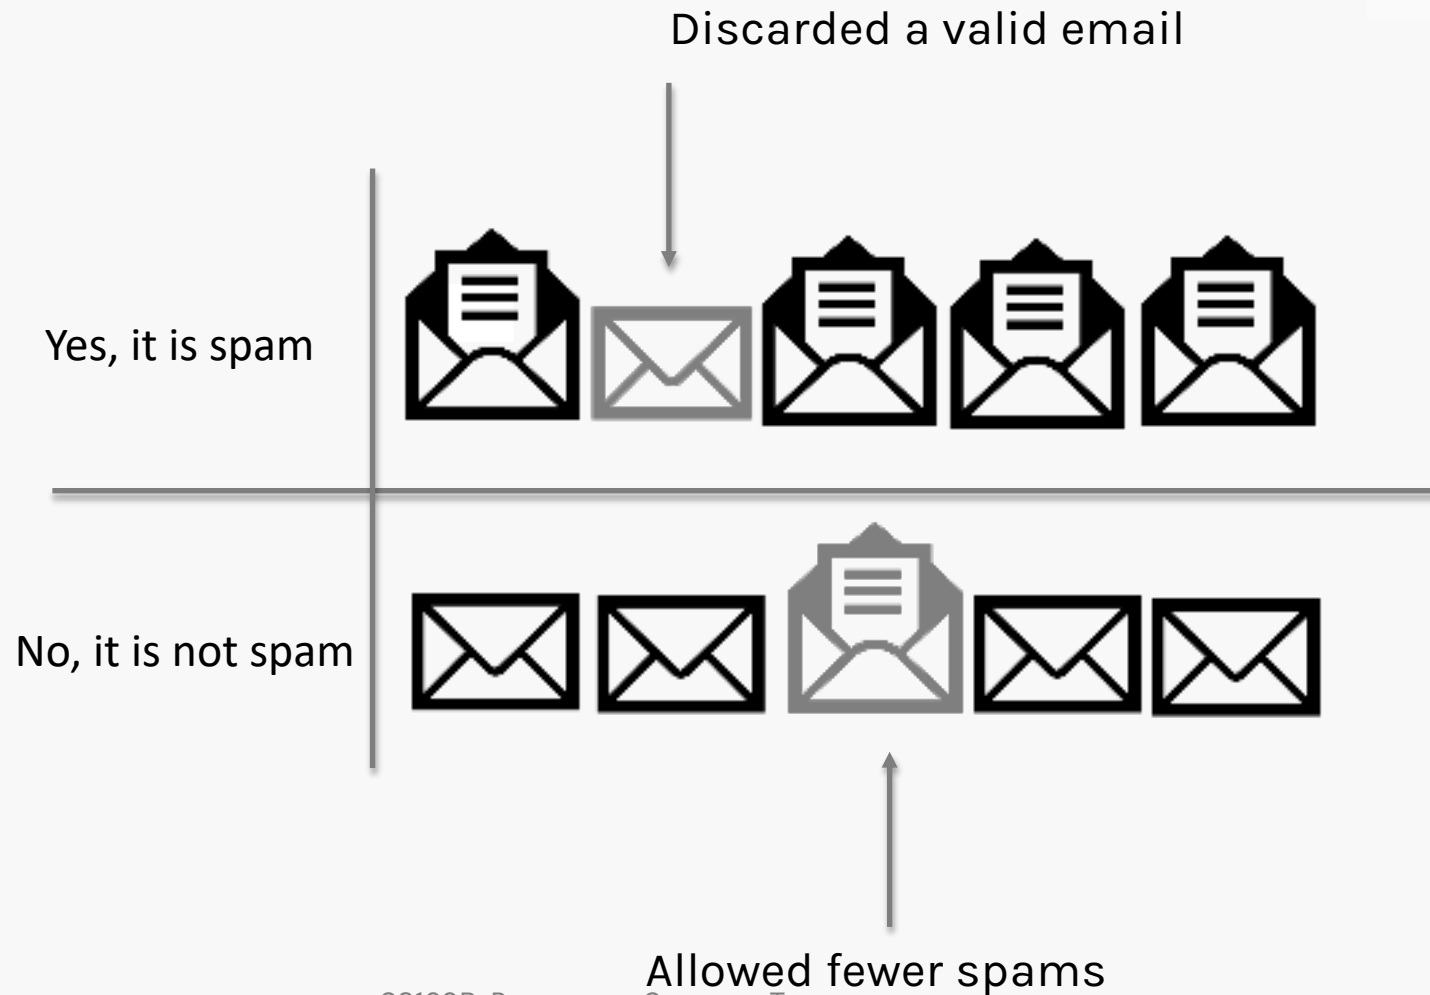 Discarded a valid email
Yes, it is spam
No, it is not spam
Allowed fewer spams